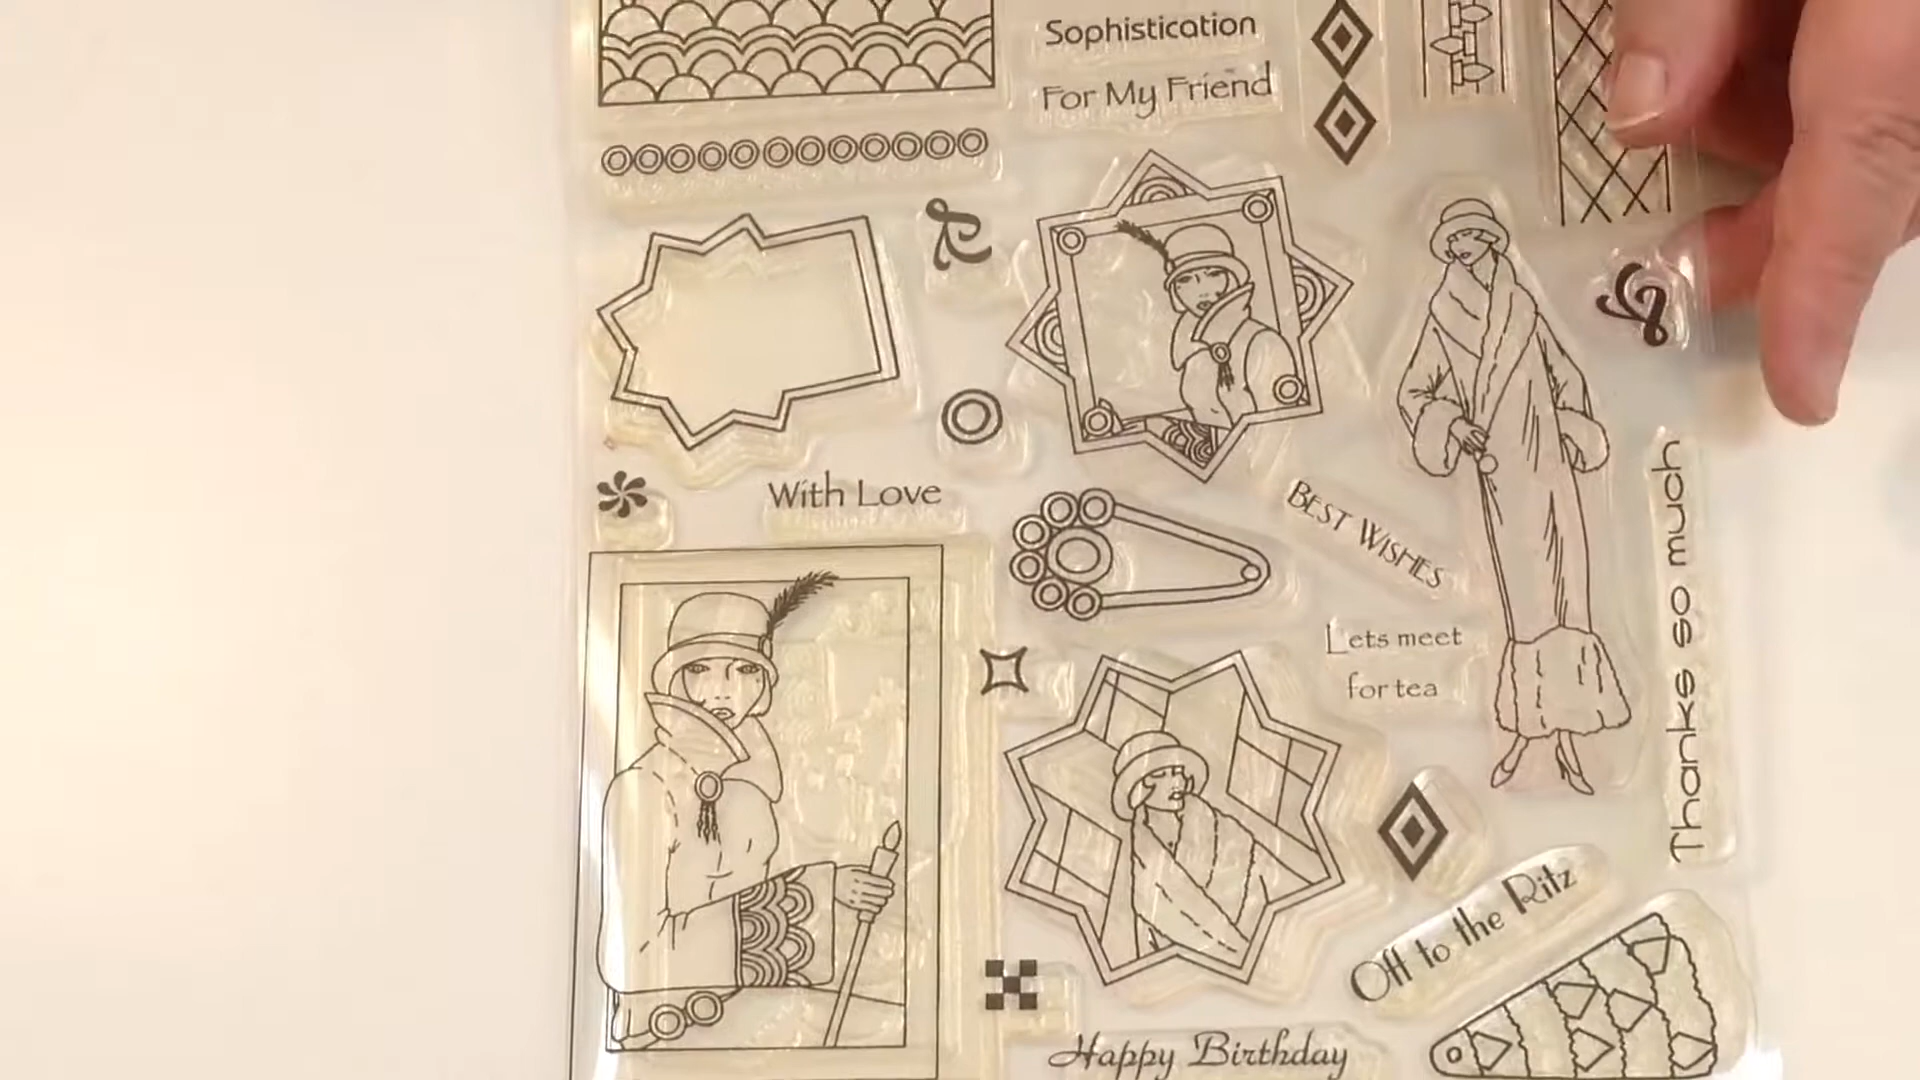 Sophistication
For My Friend
With Love
BEST WISHES
Lets meet
for tea
Thanks so much
Off to the Ritz
Happy Birthday